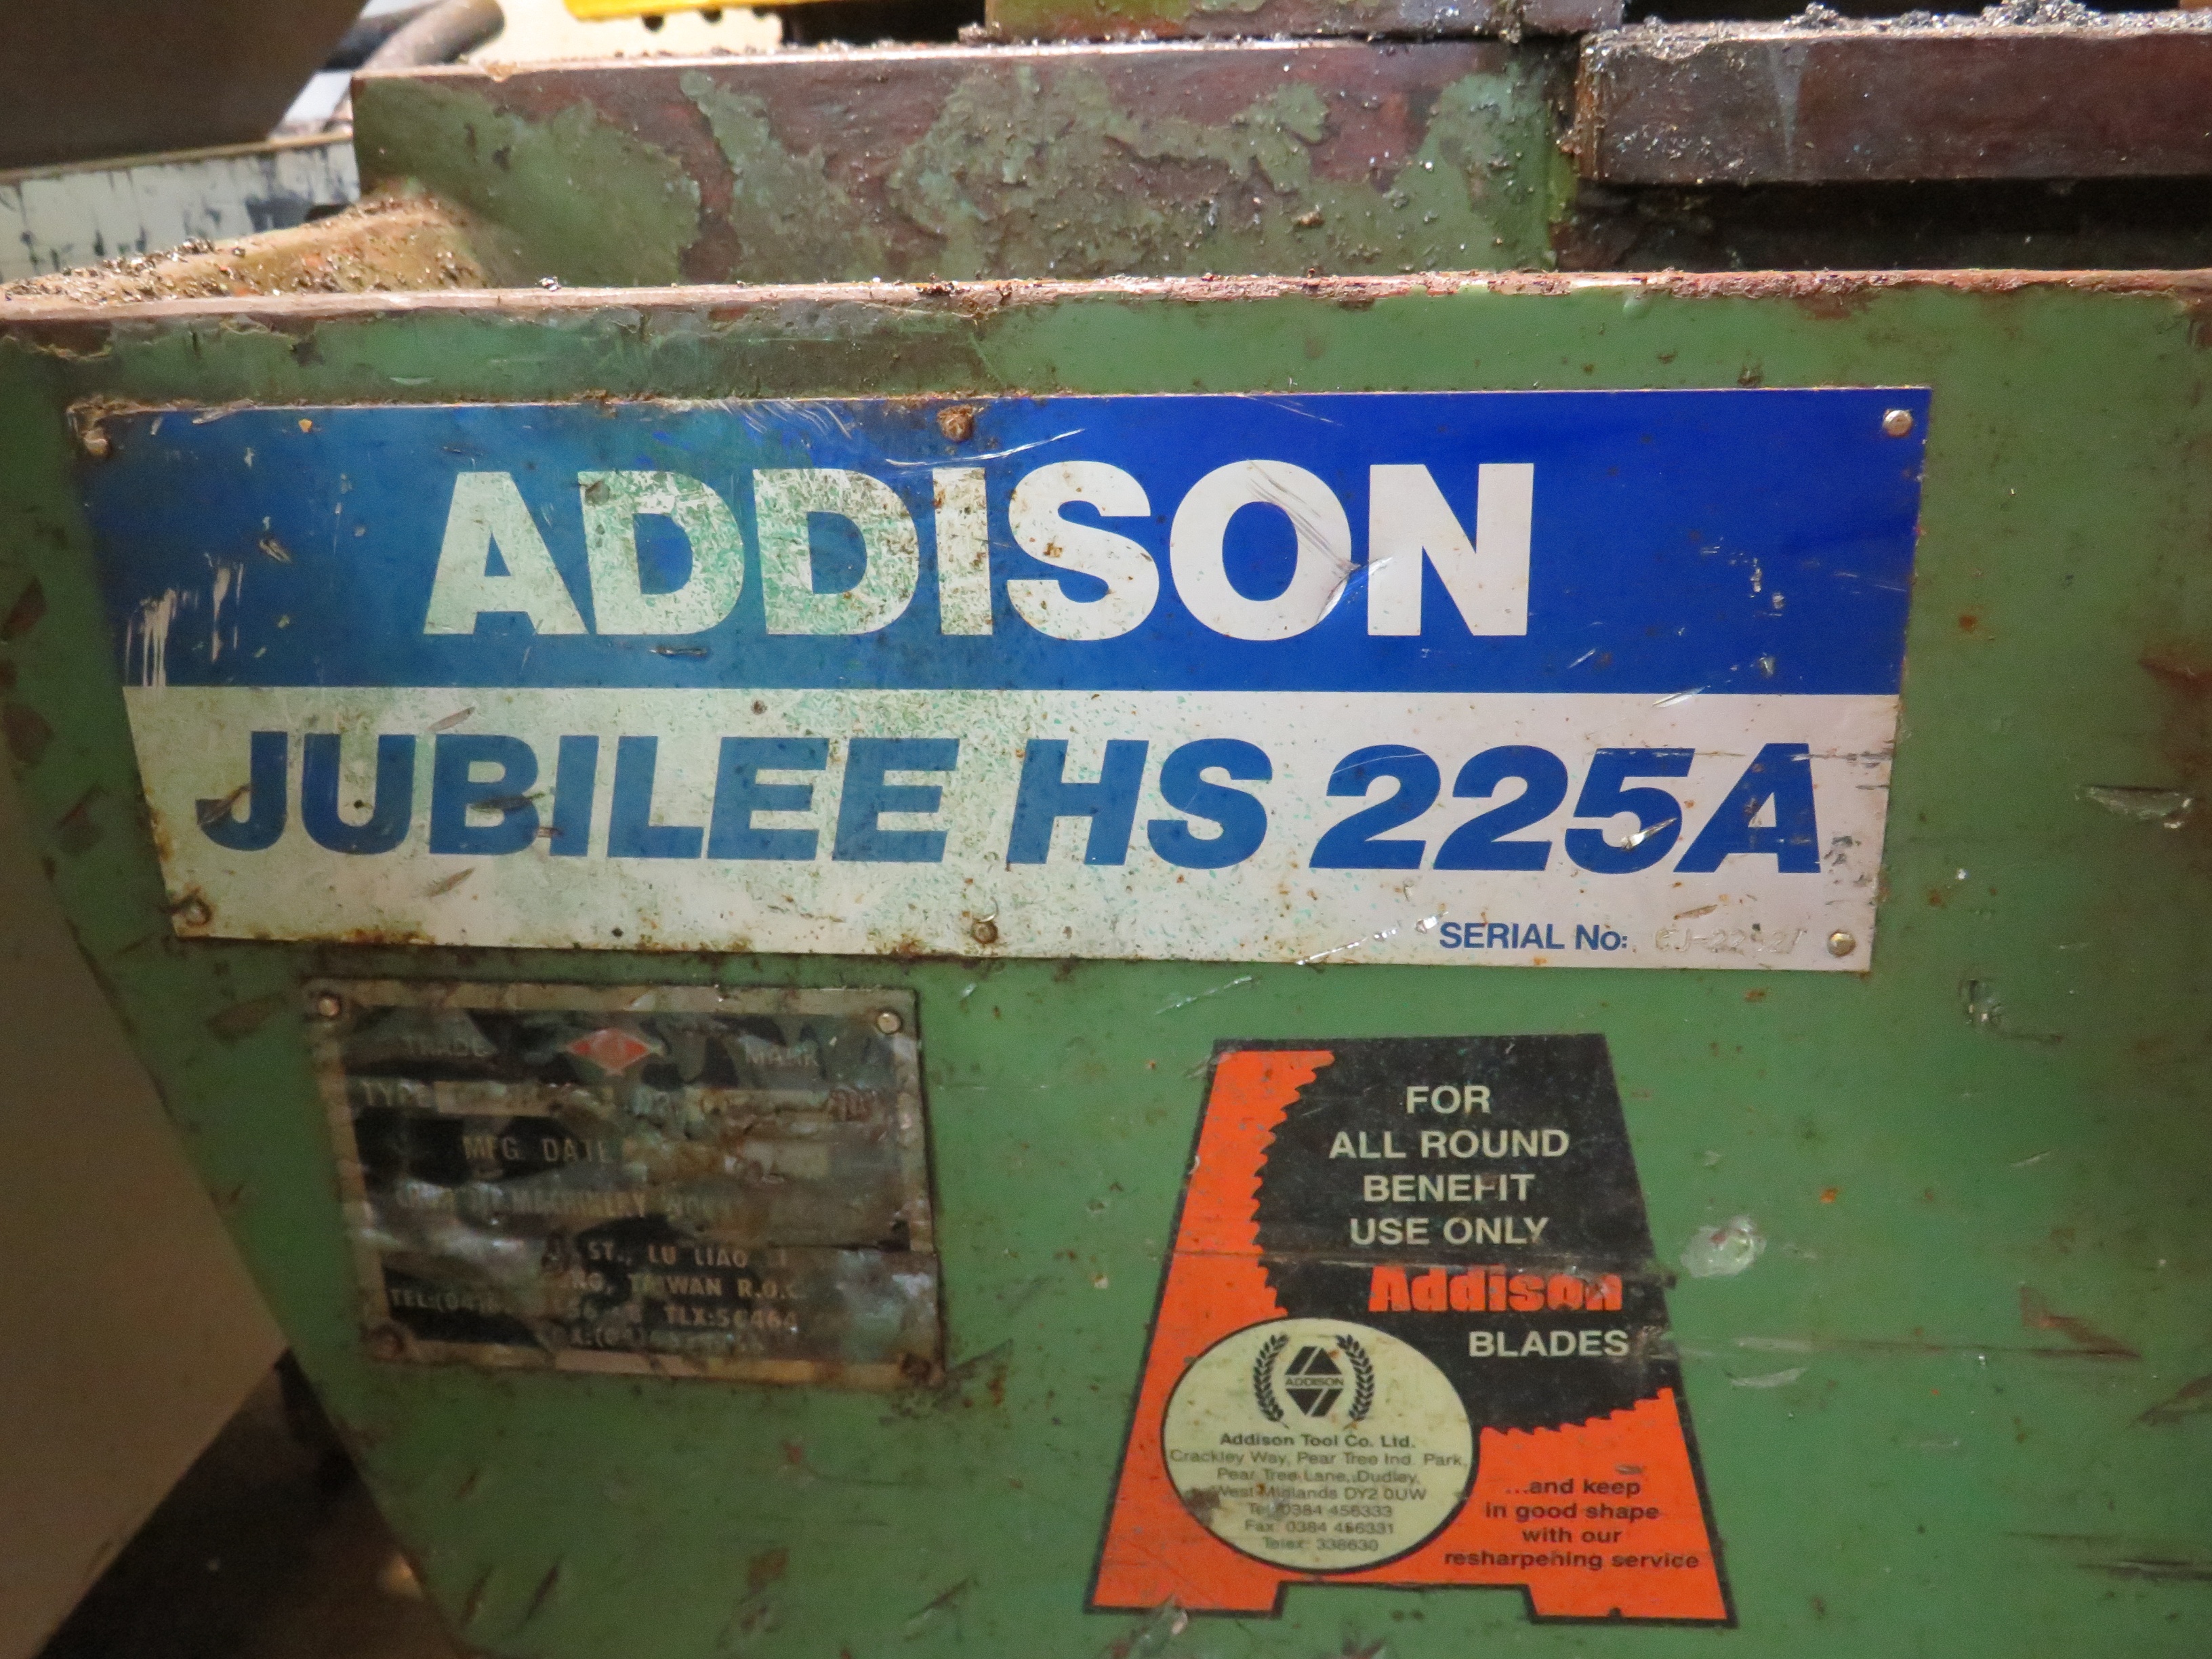 ADDISON
JUBILEE HS 225A
SERIAL No:
TRADE MARK
TYPE
MFG. DATE
MACHINERY
ST., LU LIAO
TAIWAN R.O.C.
TLX:56464
FOR
ALL ROUND
BENEFIT
USE ONLY
Addison
BLADES
ADDISON
Addison Tool Co. Ltd.
Crackley Way, Pear Tree Ind. Park,
Pear Tree Lane, Dudley,
West Midlands DY2 0UW
Tel: 0384 456333
Fax: 0384 456331
Telex: 338630
...and keep
in good shape
with our
resharpening service